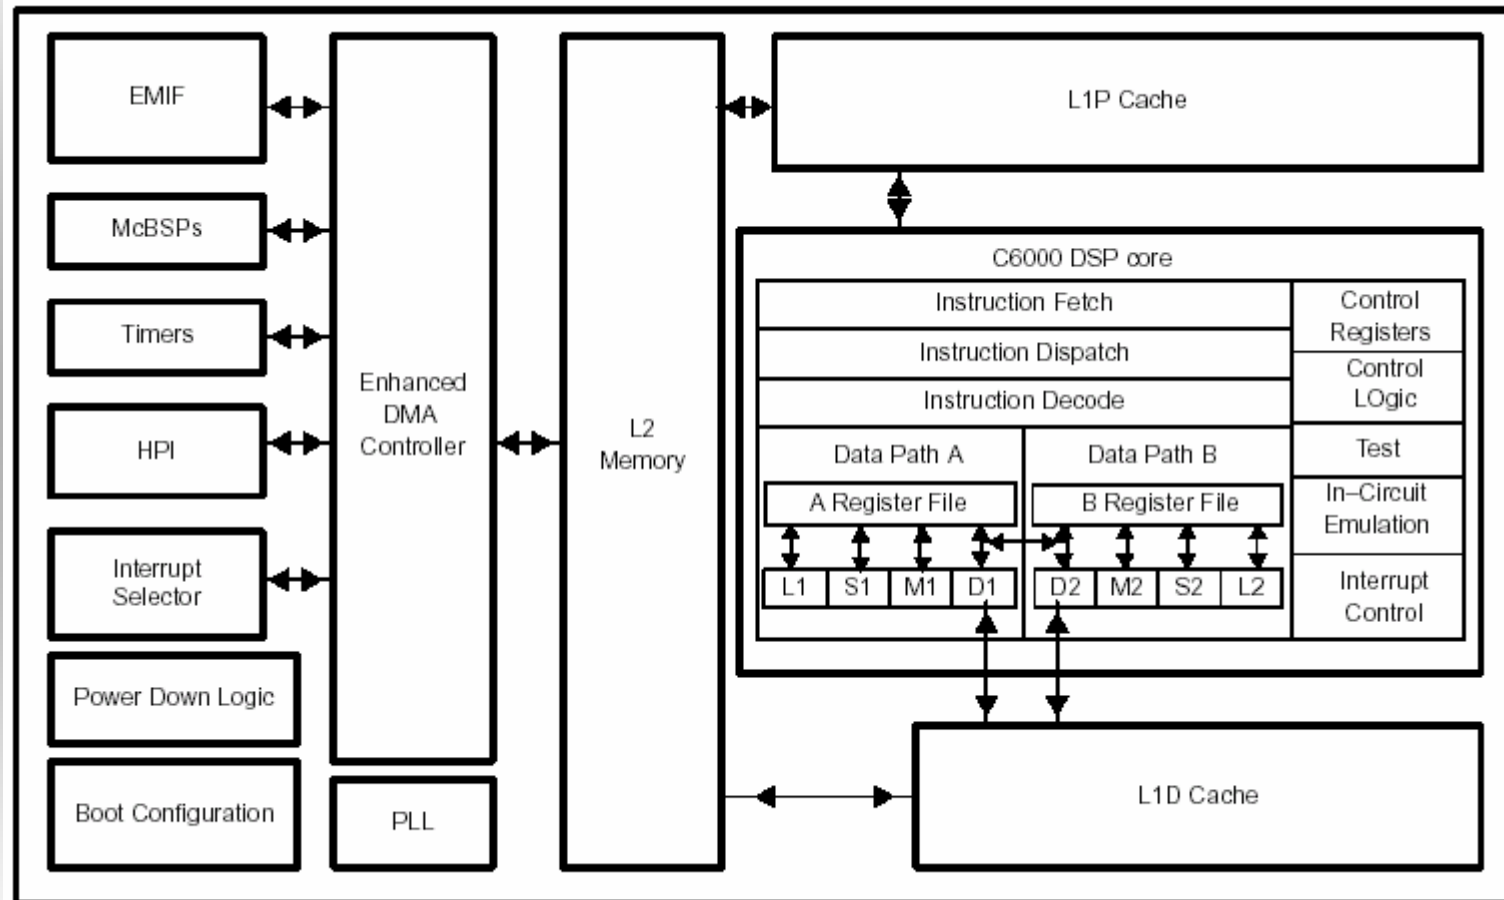 EMIF
McBSPs
Timers
HPI
Interrupt
Selector
Power Down Logic
Boot Configuration
Enhanced
DMA
Controller
PLL
L2
Memory
L1P Cache
C6000 DSP core
Instruction Fetch
Instruction Dispatch
Instruction Decode
Data Path A
A Register File
L1 S1 M1 D1
Data Path B
B Register File
D2 M2 S2 L2
Control
Registers
Control
LOgic
Test
In–Circuit
Emulation
Interrupt
Control
L1D Cache